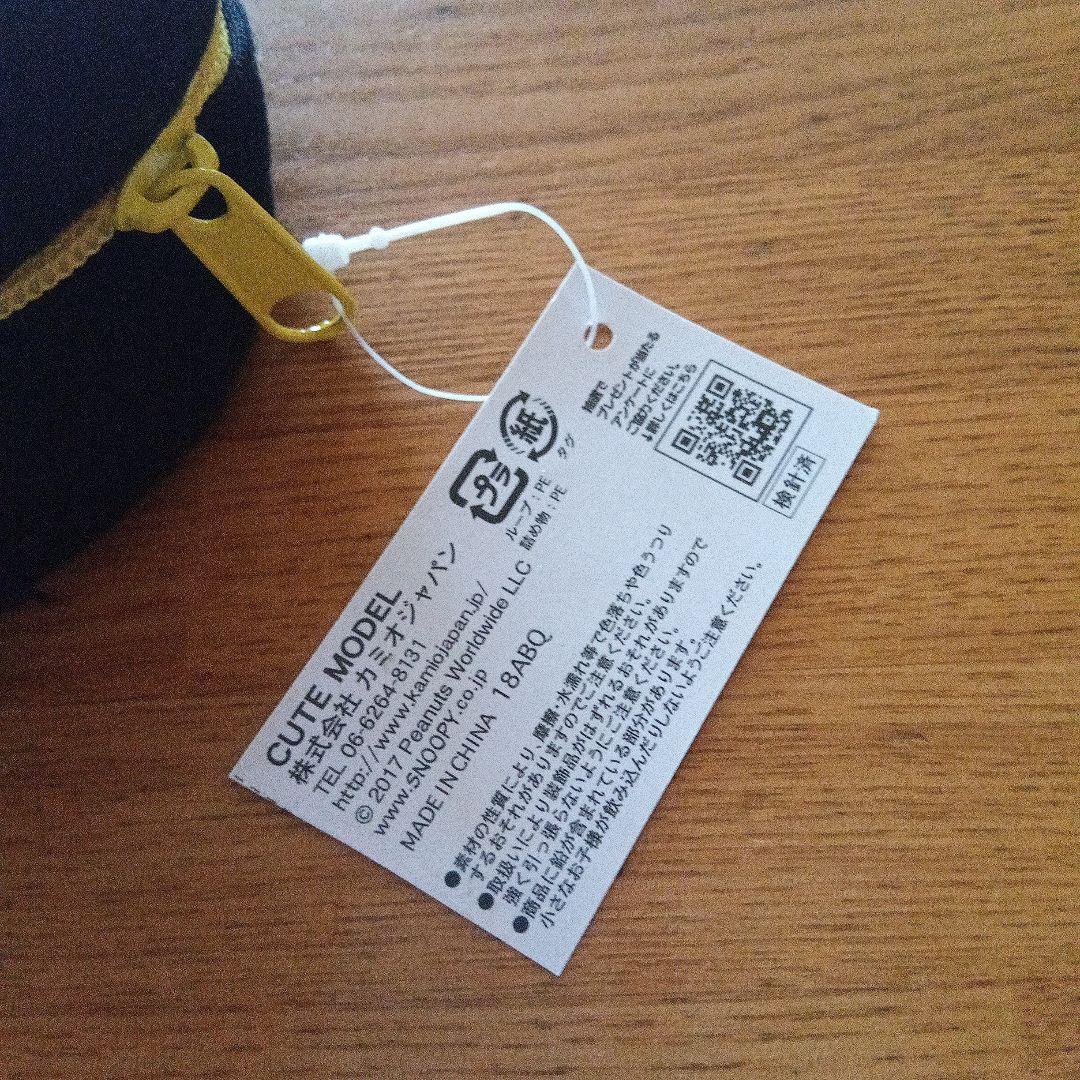 抽選で
プレゼントが当たる
アンケートに
ご協力ください。
詳しくはこちら
検針済
紙
タグ
プラ
ループ：PE
詰め物：PE
CUTE MODEL
株式会社 カミオジャパン
TEL 06-6264-8131
http://www.kamiojapan.jp/
© 2017 Peanuts Worldwide LLC
www.SNOOPY.co.jp
MADE IN CHINA 18ABQ
●素材の性質により、摩擦・水濡れ等で色落ちや色うつり
するおそれがありますのでご注意ください。
●取扱いにより装飾品がはずれるおそれがありますので
強く引っ張らないようにご注意ください。
●商品に鉛が含まれている部分があります。
小さなお子様が飲み込んだりしないようご注意ください。